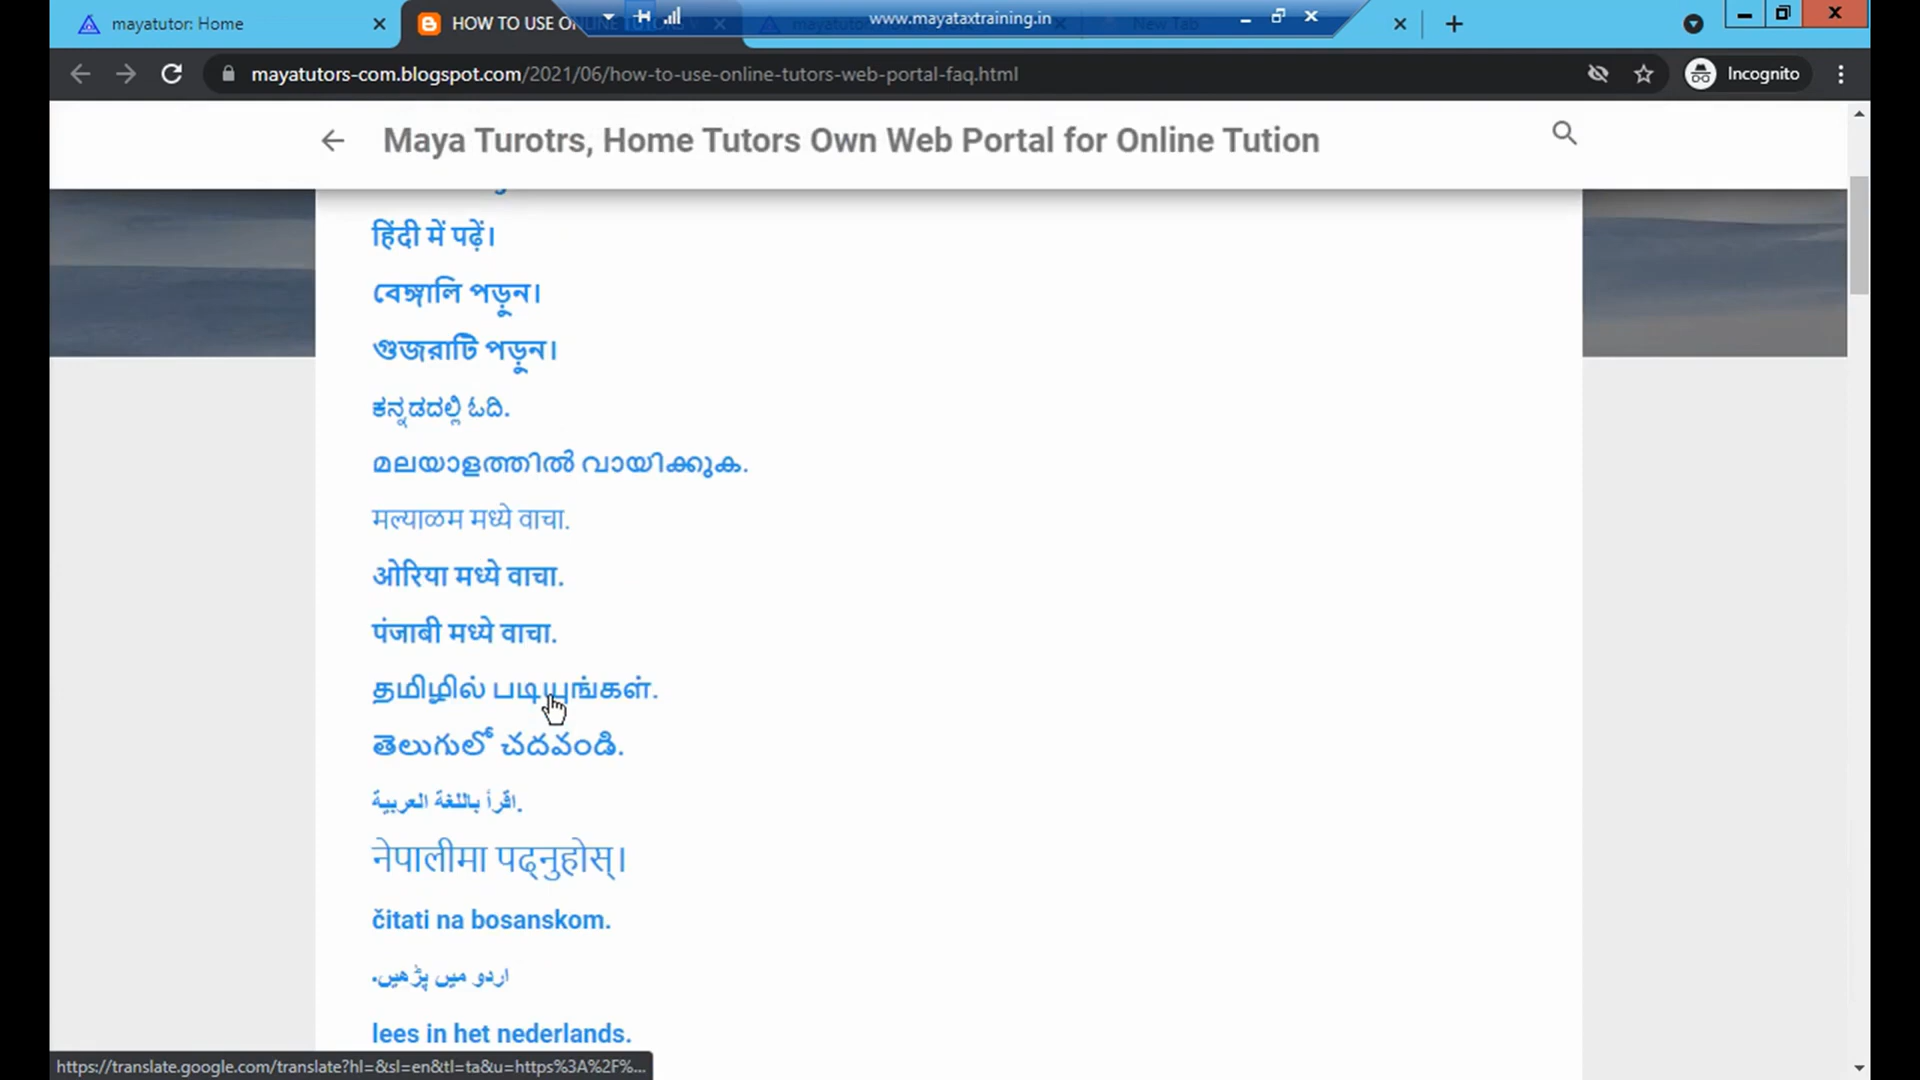 mayatutor: Home
HOW TO USE O
www.mayataxtraining.in
New Tab
mayatutors-com.blogspot.com/2021/06/how-to-use-online-tutors-web-portal-faq.html
Incognito
Maya Turotrs, Home Tutors Own Web Portal for Online Tution
हिंदी में पढ़ें।
বেঙ্গালি পড়ুন।
গুজরাটি পড়ুন।
ಕನ್ನಡದಲ್ಲಿ ಓದಿ.
മലയാളത്തിൽ വായിക്കുക.
मल्याळम मध्ये वाचा.
ओरिया मध्ये वाचा.
पंजाबी मध्ये वाचा.
தமிழில் படியுங்கள்.
తెలుగులో చదవండి.
اقرأ باللغة العربية.
नेपालीमा पढ्नुहोस्।
čitati na bosanskom.
اردو میں پڑھیں۔
lees in het nederlands.
https://translate.google.com/translate?hl=&sl=en&tl=ta&u=https%3A%2F%...